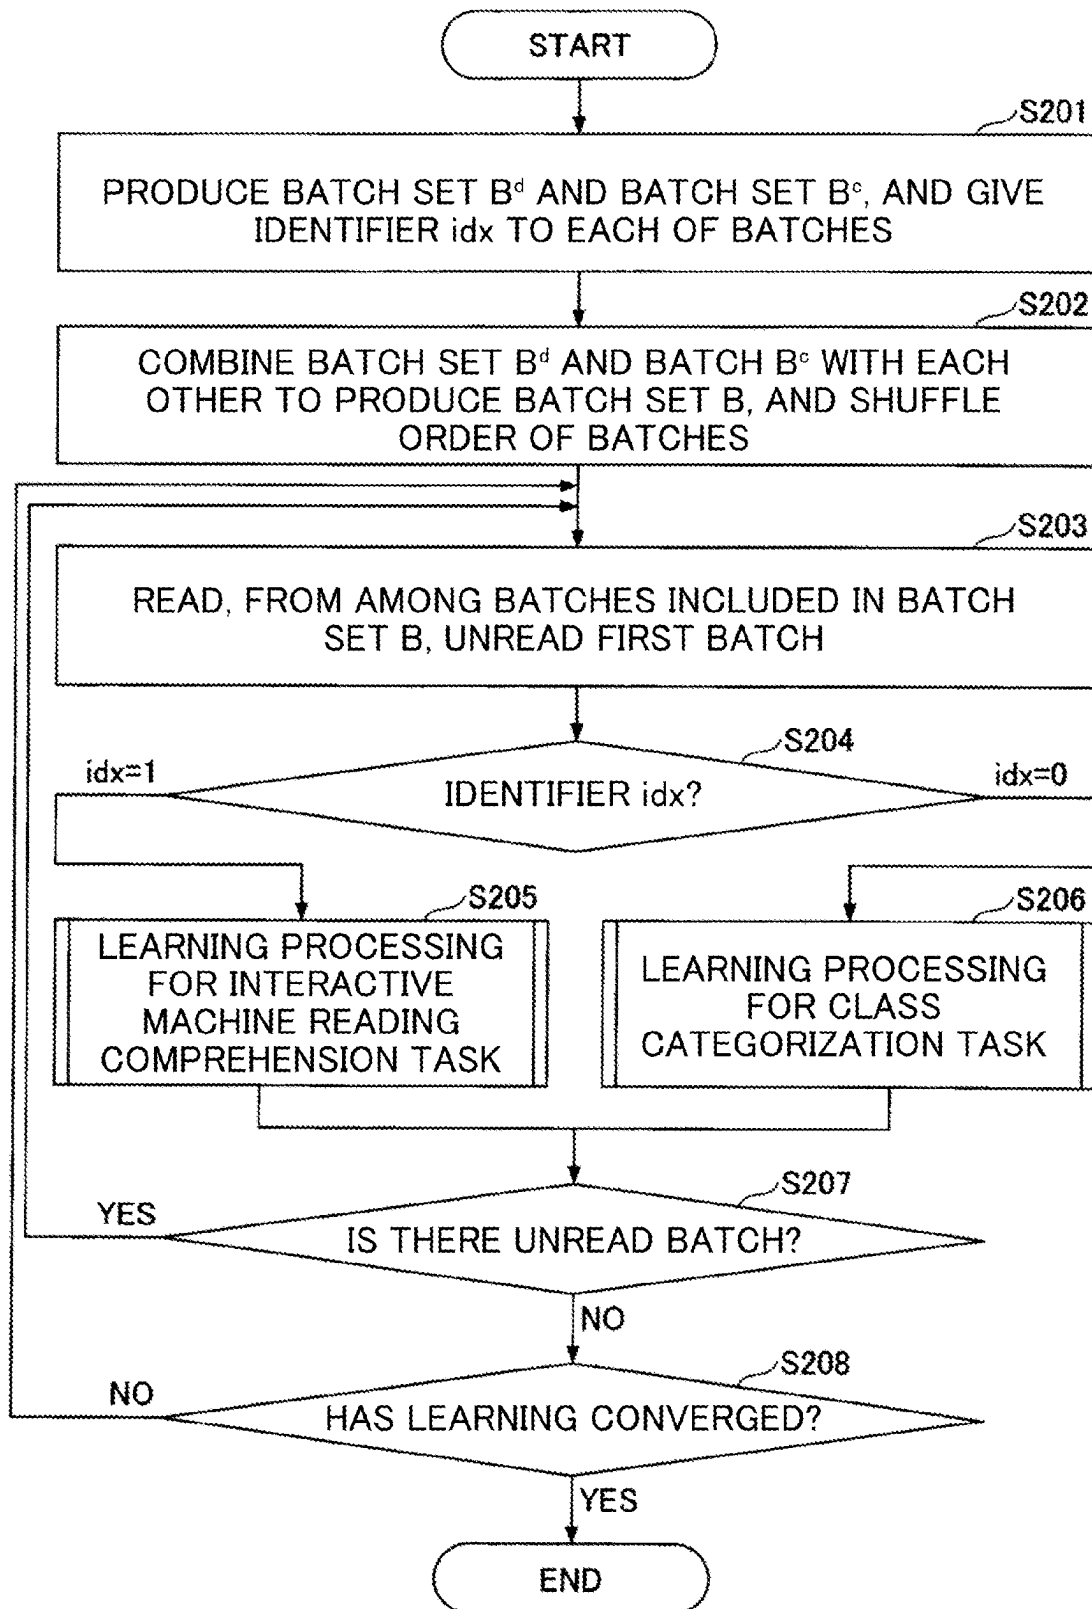 START
S201
PRODUCE BATCH SET Bᵈ AND BATCH SET Bᶜ, AND GIVE
IDENTIFIER idx TO EACH OF BATCHES
S202
COMBINE BATCH SET Bᵈ AND BATCH Bᶜ WITH EACH
OTHER TO PRODUCE BATCH SET B, AND SHUFFLE
ORDER OF BATCHES
S203
READ, FROM AMONG BATCHES INCLUDED IN BATCH
SET B, UNREAD FIRST BATCH
S204
idx=1
IDENTIFIER idx?
idx=0
S205
LEARNING PROCESSING
FOR INTERACTIVE
MACHINE READING
COMPREHENSION TASK
S206
LEARNING PROCESSING
FOR CLASS
CATEGORIZATION TASK
S207
YES
IS THERE UNREAD BATCH?
NO
S208
NO
HAS LEARNING CONVERGED?
YES
END